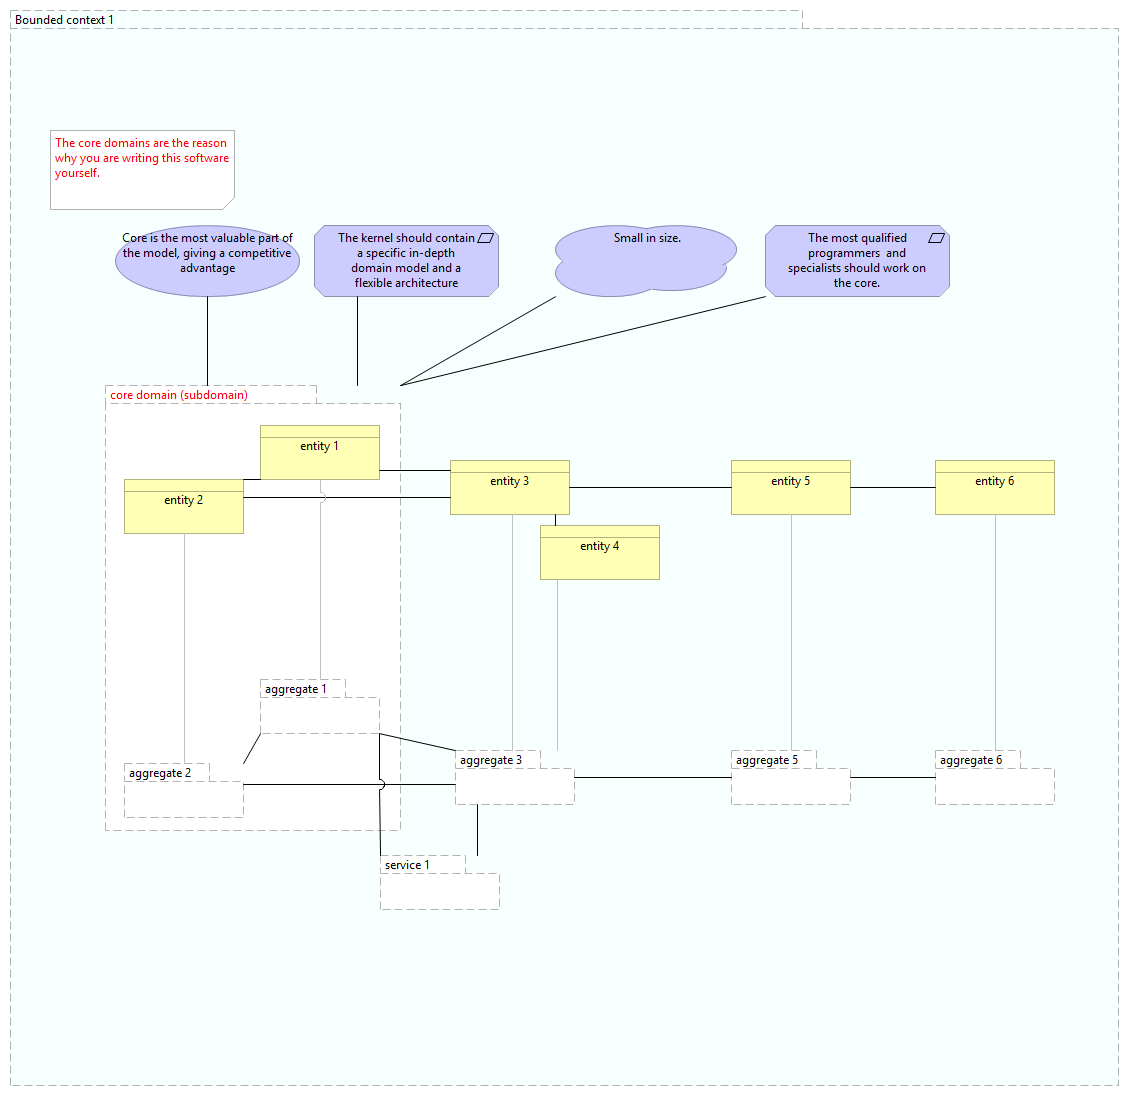 Bounded context 1
The core domains are the reason
why you are writing this software
yourself.
Core is the most valuable part of
the model, giving a competitive
advantage
The kernel should contain
a specific in-depth
domain model and a
flexible architecture
Small in size.
The most qualified
programmers  and
specialists should work on
the core.
core domain (subdomain)
entity 1
entity 2
entity 3
entity 5
entity 6
entity 4
aggregate 1
aggregate 2
aggregate 3
aggregate 5
aggregate 6
service 1